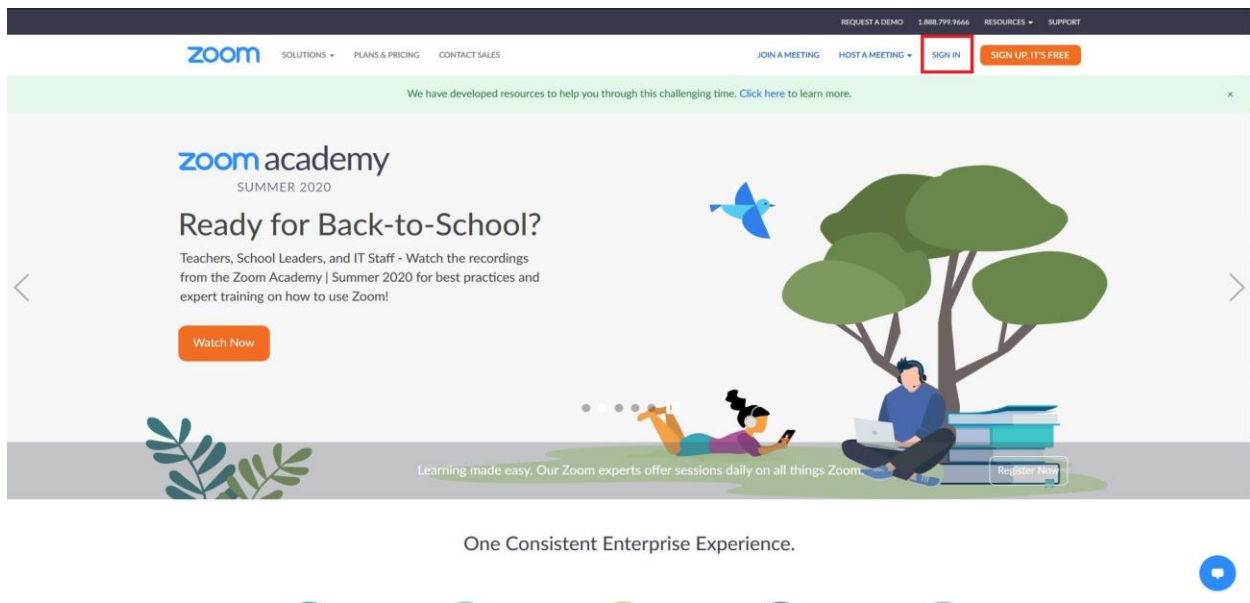 REQUEST A DEMO 1.888.799.9666 RESOURCES SUPPORT
zoom SOLUTIONS PLANS & PRICING CONTACT SALES JOIN A MEETING HOST A MEETING SIGN IN SIGN UP, IT'S FREE
We have developed resources to help you through this challenging time. Click here to learn more.
zoom academy
SUMMER 2020
Ready for Back-to-School?
Teachers, School Leaders, and IT Staff - Watch the recordings
from the Zoom Academy | Summer 2020 for best practices and
expert training on how to use Zoom!
Watch Now
Learning made easy. Our Zoom experts offer sessions daily on all things Zoom. Register Now
One Consistent Enterprise Experience.